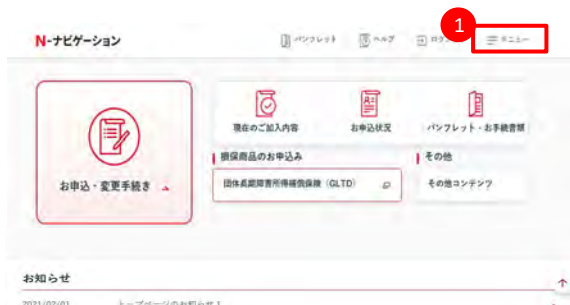 N-ナビゲーション
パンフレット
ヘルプ
1
メニュー
お申込・変更手続き
現在のご加入内容
お申込状況
パンフレット・お手続書類
損保商品のお申込み
団体長期障害所得補償保険（GLTD）
その他
その他コンテンツ
お知らせ
2021/02/01
トップページのお知らせ！